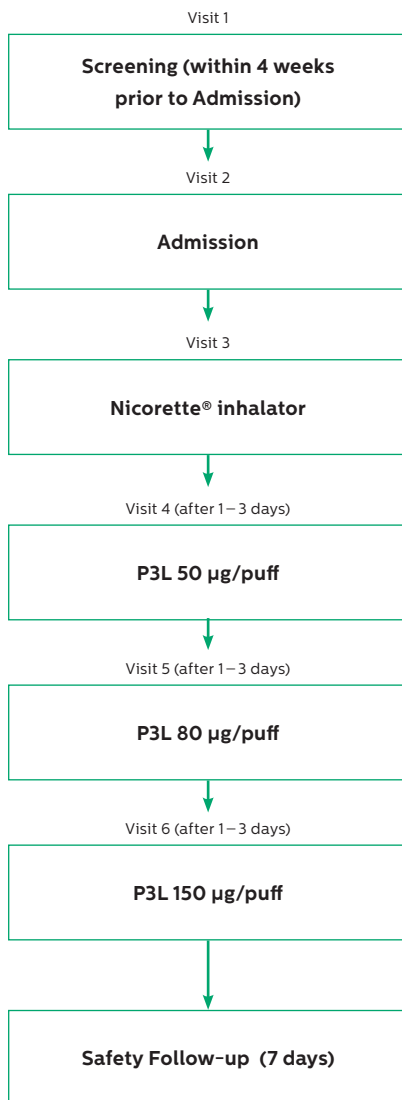 Visit 1
Screening (within 4 weeks
prior to Admission)
Visit 2
Admission
Visit 3
Nicorette® inhalator
Visit 4 (after 1–3 days)
P3L 50 µg/puff
Visit 5 (after 1–3 days)
P3L 80 µg/puff
Visit 6 (after 1–3 days)
P3L 150 µg/puff
Safety Follow-up (7 days)